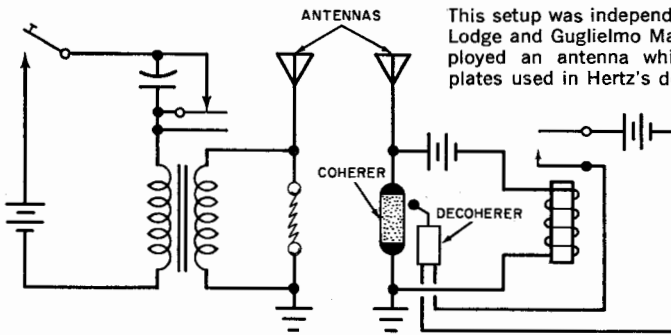 ANTENNAS
This setup was independ
Lodge and Guglielmo Ma
ployed an antenna whi
plates used in Hertz's d
COHERER
DECOHERER